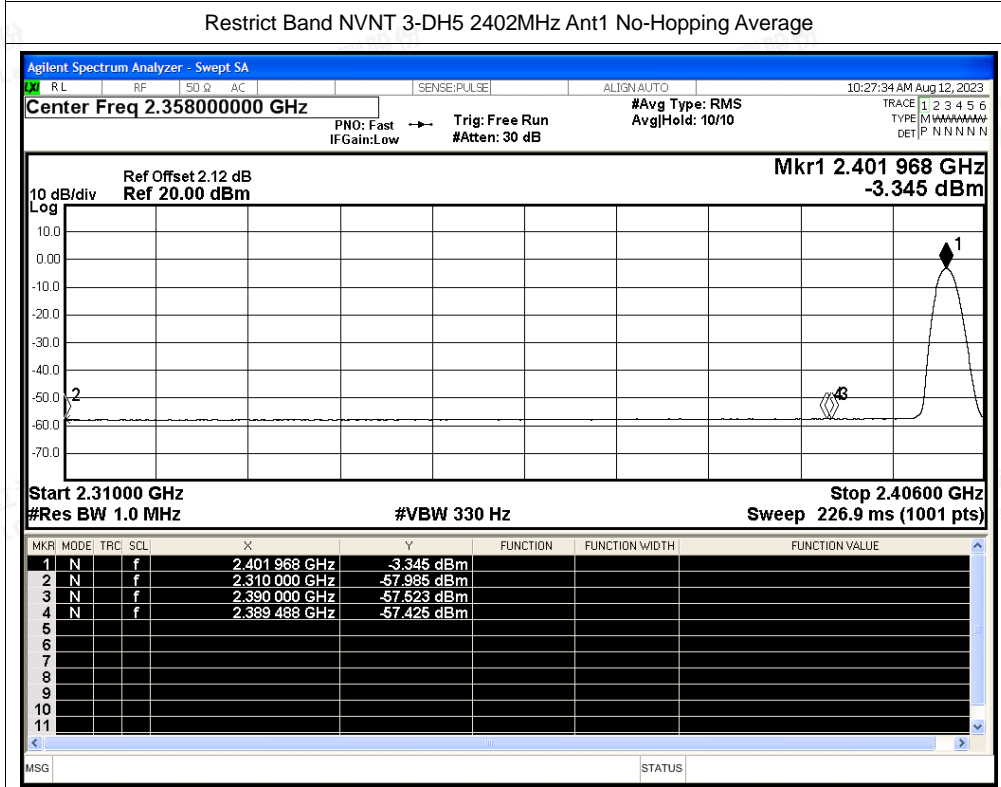 Restrict Band NVNT 3-DH5 2402MHz Ant1 No-Hopping Average
Agilent Spectrum Analyzer - Swept SA
LXI RL RF 50 Ω AC SENSE:PULSE ALIGN AUTO 10:27:34 AM Aug 12, 2023
Center Freq 2.358000000 GHz #Avg Type: RMS TRACE 1 2 3 4 5 6
PNO: Fast Trig: Free Run Avg|Hold: 10/10 TYPE M WWWWW
IFGain:Low #Atten: 30 dB DET P N N N N N
Mkr1 2.401 968 GHz
Ref Offset 2.12 dB
-3.345 dBm
10 dB/div Ref 20.00 dBm
Log
10.0
0.00
-10.0
-20.0
-30.0
-40.0
-50.0
-60.0
-70.0
1
2
43
Start 2.31000 GHz Stop 2.40600 GHz
#Res BW 1.0 MHz #VBW 330 Hz Sweep 226.9 ms (1001 pts)
MKR MODE TRC SCL X Y FUNCTION FUNCTION WIDTH FUNCTION VALUE
1 N f 2.401 968 GHz -3.345 dBm
2 N f 2.310 000 GHz -57.985 dBm
3 N f 2.390 000 GHz -57.523 dBm
4 N f 2.389 488 GHz -57.425 dBm
5
6
7
8
9
10
11
MSG STATUS